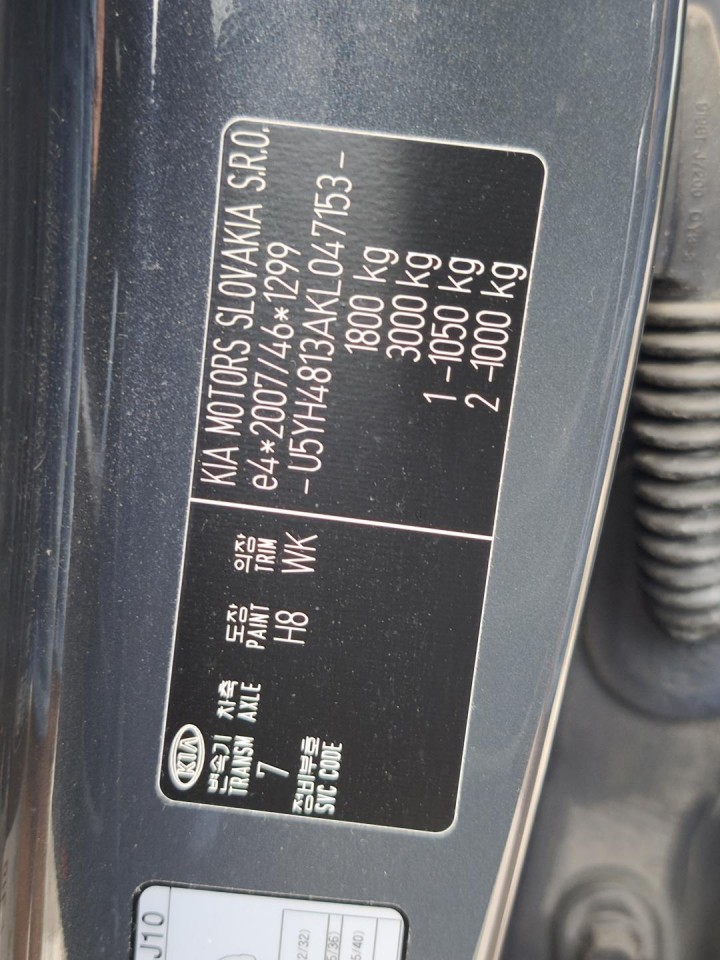 KIA MOTORS SLOVAKIA S.R.O.
e4*2007/46*1299
-U5YH4813AKL047153-
1800 kg
3000 kg
1 -1050 kg
2 -1000 kg
KIA
변속기 차축 도장 의장
TRANSM AXLE PAINT TRIM
7 H8 WK
정비부호
SVC CODE
J10